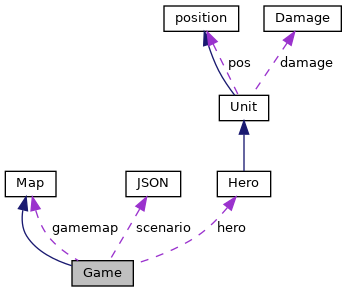 position
Damage
pos
damage
Unit
Map
JSON
Hero
gamemap
scenario
hero
Game